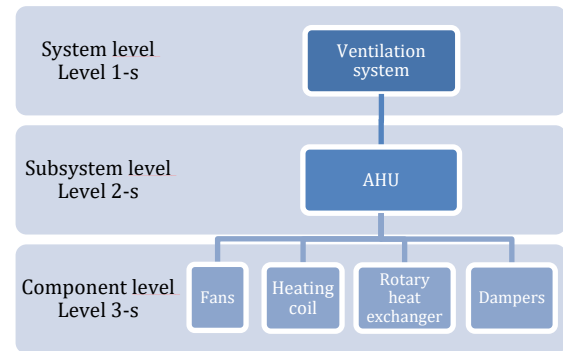 System level
Level 1-s
Ventilation
system
Subsystem level
Level 2-s
AHU
Component level
Level 3-s
Fans
Heating
coil
Rotary
heat
exchanger
Dampers